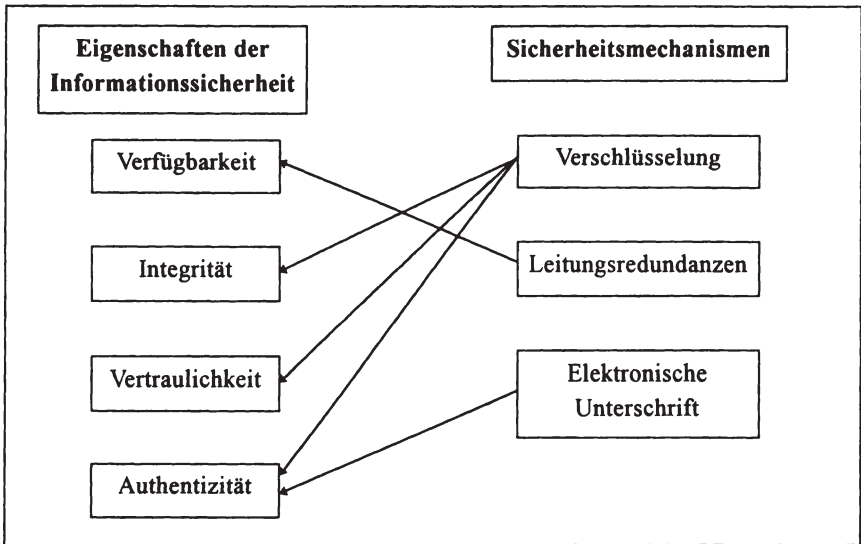 Eigenschaften der
Informationssicherheit
Sicherheitsmechanismen
Verfügbarkeit
Verschlüsselung
Integrität
Leitungsredundanzen
Vertraulichkeit
Elektronische
Unterschrift
Authentizität